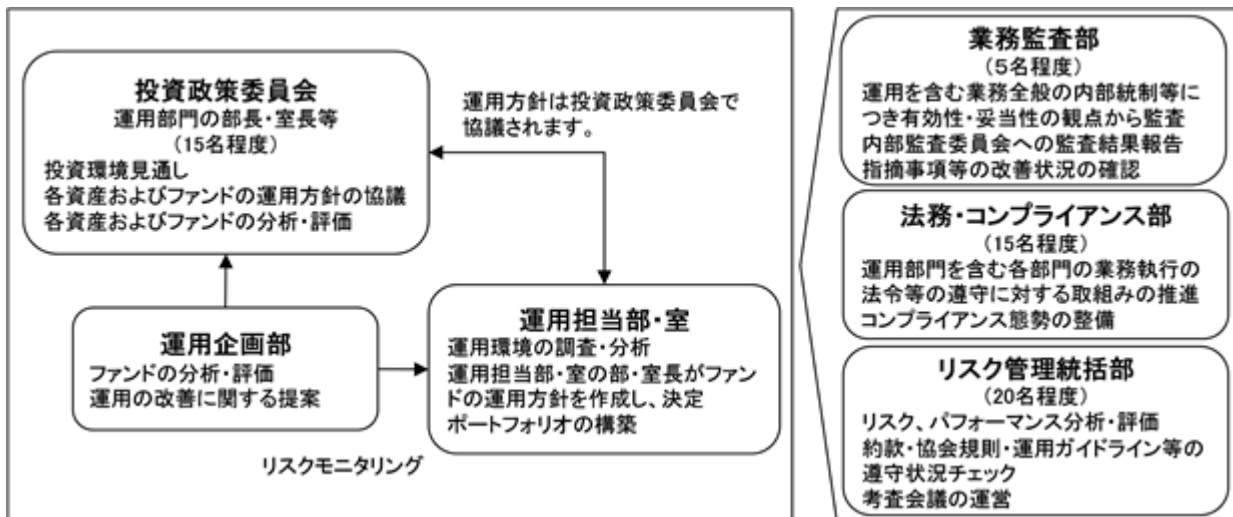 投資政策委員会
運用部門の部長・室長等
(15名程度)
投資環境見通し
各資産およびファンドの運用方針の協議
各資産およびファンドの分析・評価
運用方針は投資政策委員会で
協議されます。
運用企画部
ファンドの分析・評価
運用の改善に関する提案
運用担当部・室
運用環境の調査・分析
運用担当部・室の部・室長がファン
ドの運用方針を作成し、決定
ポートフォリオの構築
リスクモニタリング
業務監査部
(5名程度)
運用を含む業務全般の内部統制等に
つき有効性・妥当性の観点から監査
内部監査委員会への監査結果報告
指摘事項等の改善状況の確認
法務・コンプライアンス部
(15名程度)
運用部門を含む各部門の業務執行の
法令等の遵守に対する取組みの推進
コンプライアンス態勢の整備
リスク管理統括部
(20名程度)
リスク、パフォーマンス分析・評価
約款・協会規則・運用ガイドライン等の
遵守状況チェック
考査会議の運営